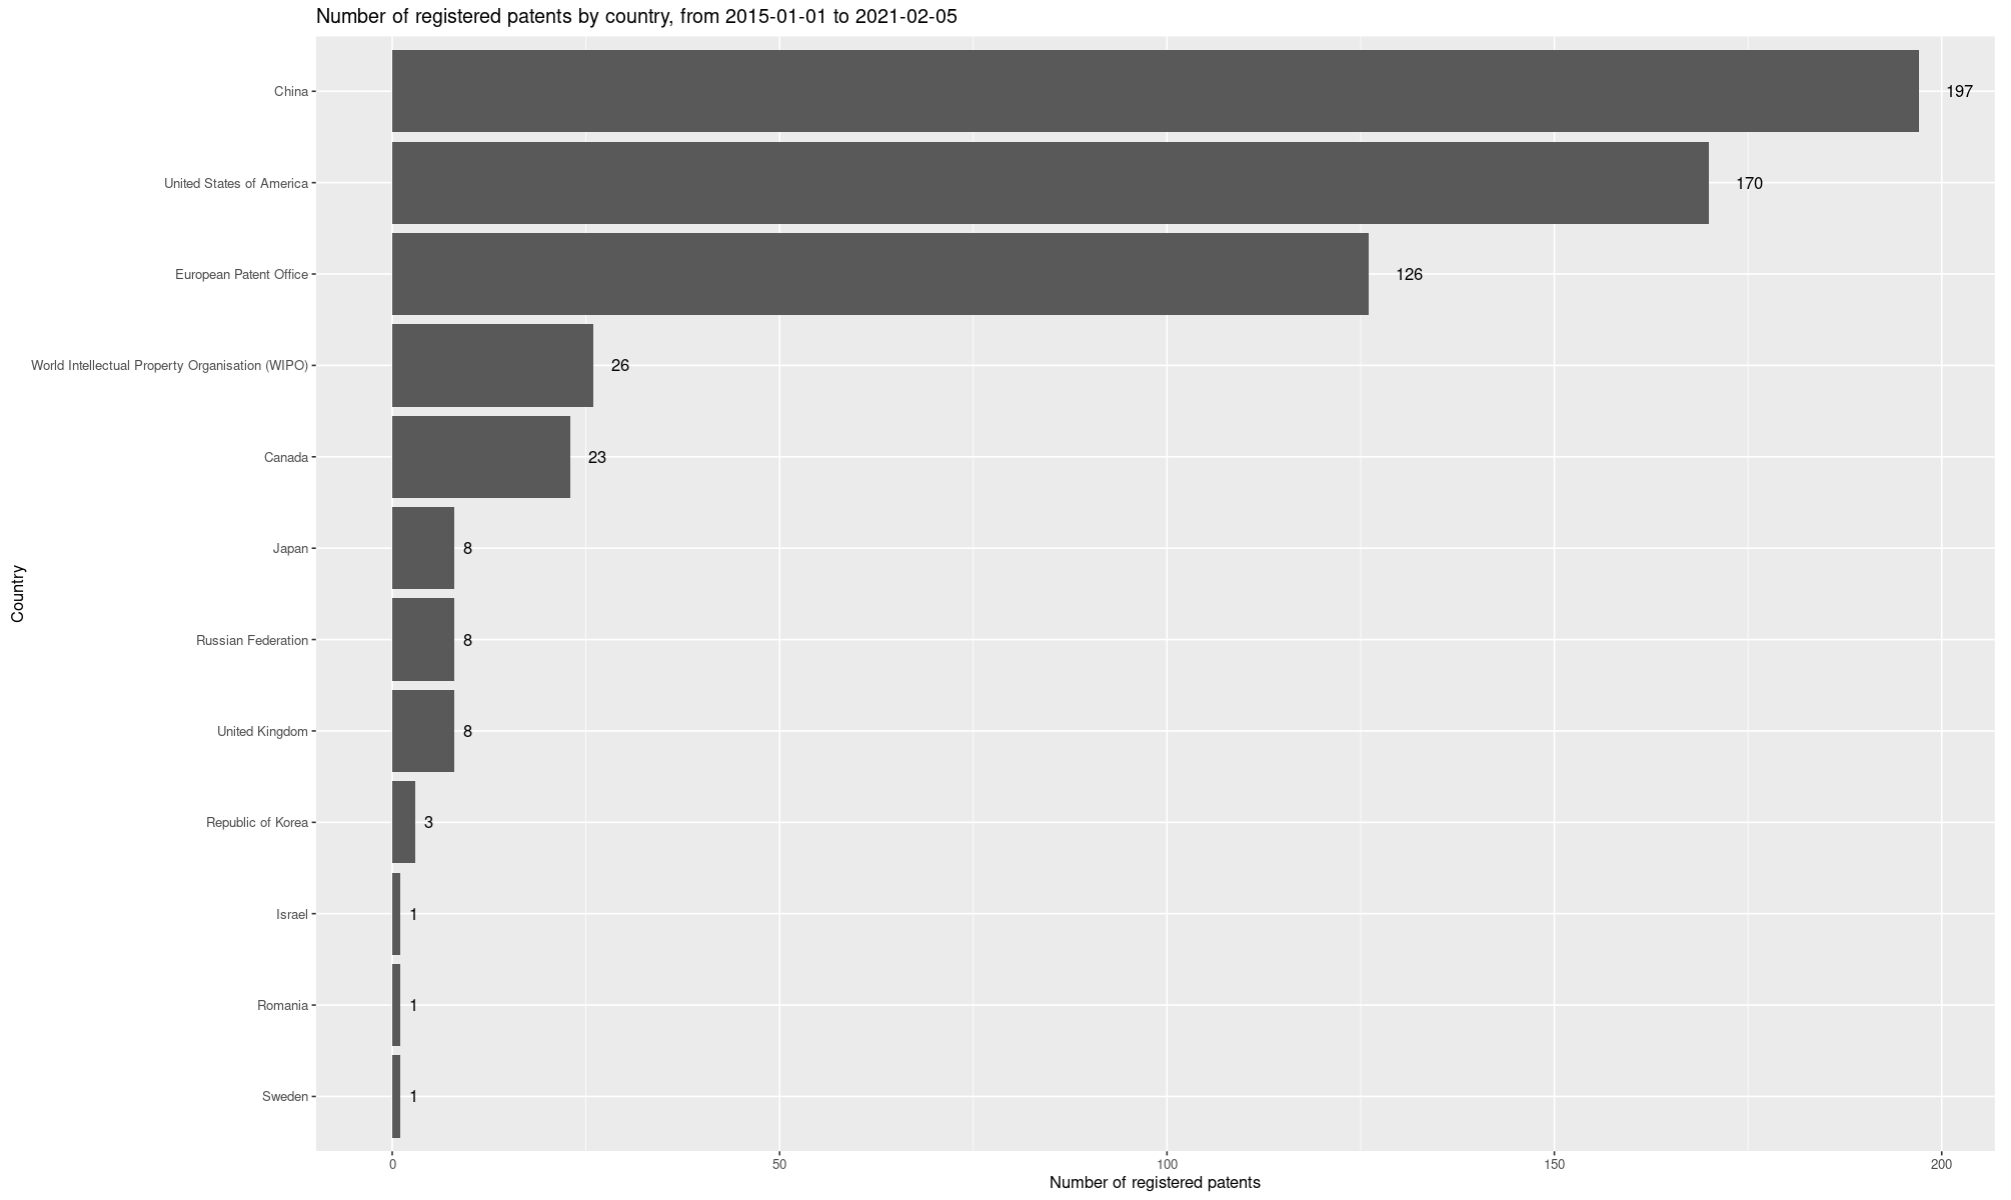 Number of registered patents by country, from 2015-01-01 to 2021-02-05
China 197
United States of America 170
European Patent Office 126
World Intellectual Property Organisation (WIPO) 26
Canada 23
Japan 8
Russian Federation 8
United Kingdom 8
Republic of Korea 3
Israel 1
Romania 1
Sweden 1
Country
0 50 100 150 200
Number of registered patents